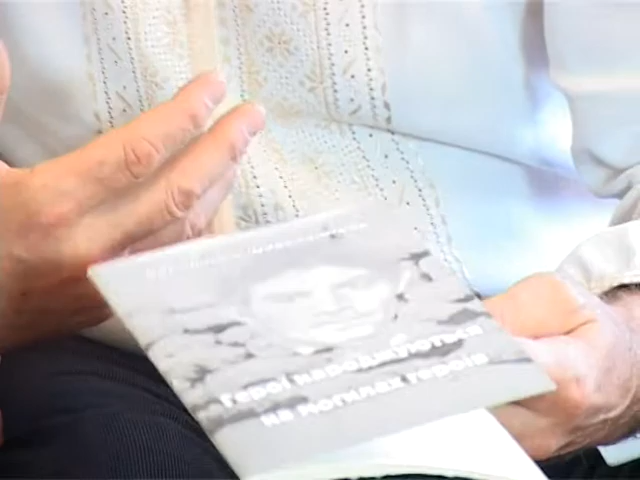 Герої народжуються
на могилах героїв